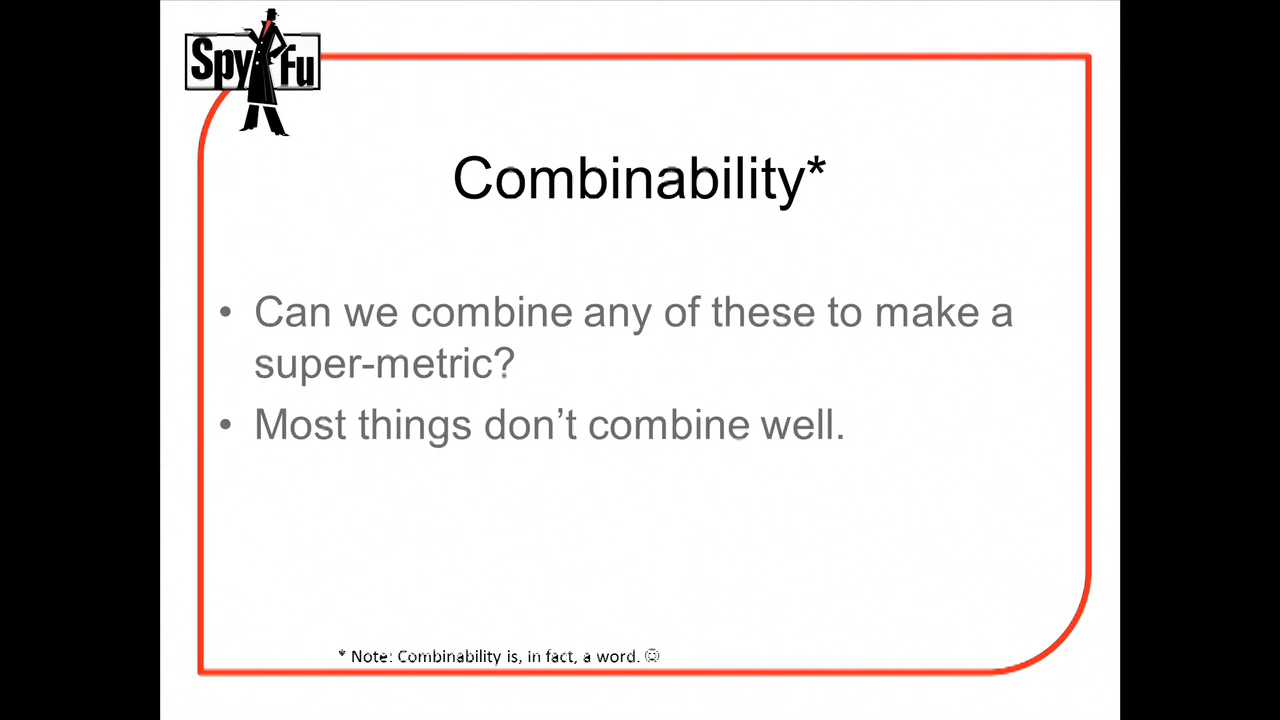 Spy Fu
Combinability*
• Can we combine any of these to make a
super-metric?
• Most things don’t combine well.
* Note: Combinability is, in fact, a word. ☺